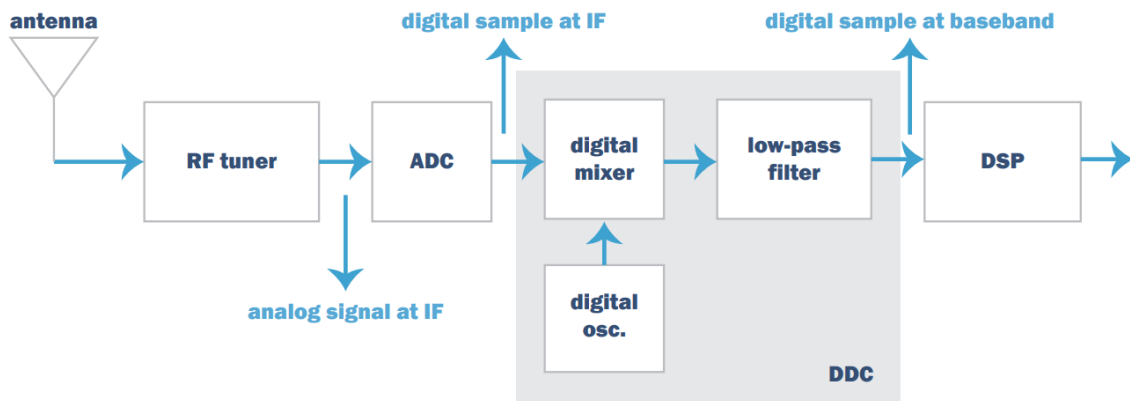 antenna
digital sample at IF
digital sample at baseband
RF tuner
ADC
digital
mixer
low-pass
filter
DSP
analog signal at IF
digital
osc.
DDC